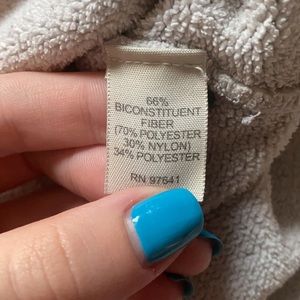 66%
BICONSTITUENT
FIBER
(70% POLYESTER
30% NYLON)
34% POLYESTER
RN 97641